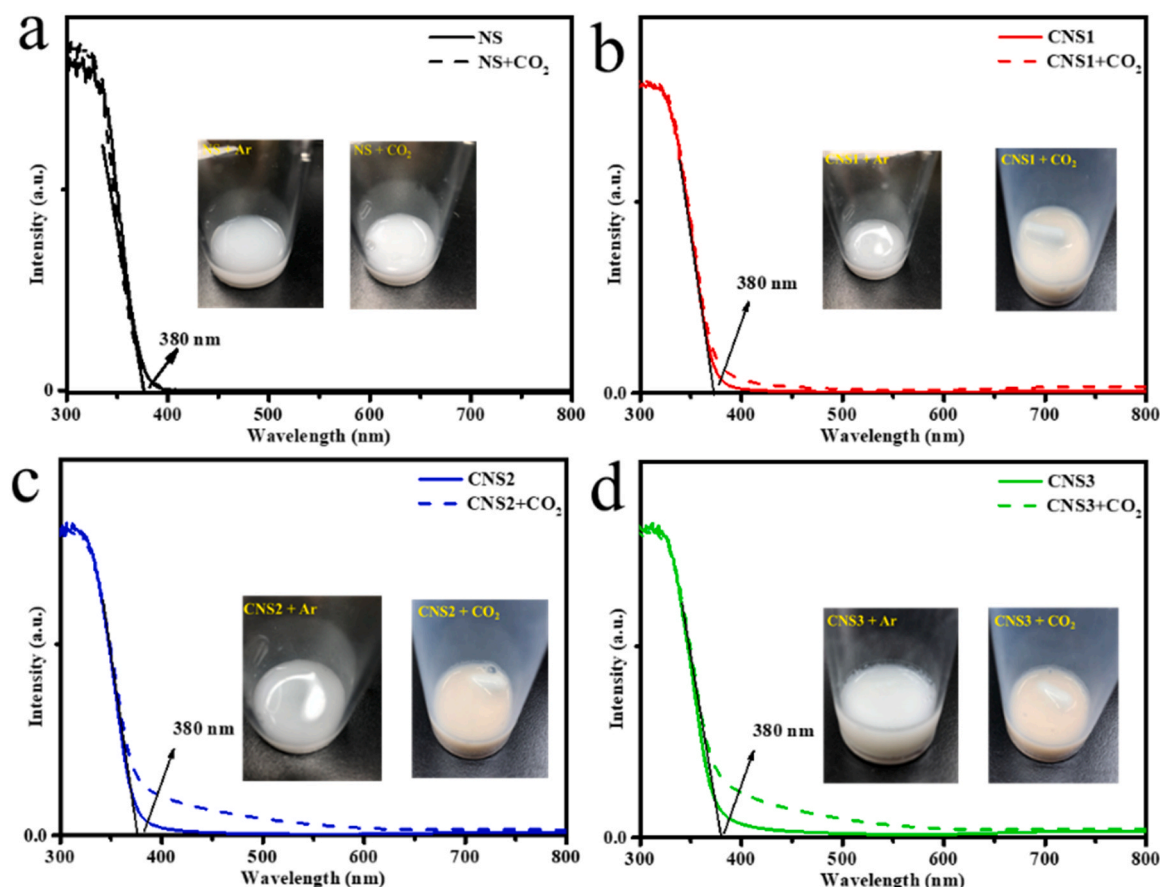 a
NS
NS+CO₂
NS + Ar
NS + CO₂
380 nm
Intensity (a.u.)
0
300 400 500 600 700 800
Wavelength (nm)
b
CNS1
CNS1+CO₂
CNS1 + Ar
CNS1 + CO₂
380 nm
Intensity (a.u.)
0.0
300 400 500 600 700 800
Wavelength (nm)
c
CNS2
CNS2+CO₂
CNS2 + Ar
CNS2 + CO₂
380 nm
Intensity (a.u.)
0.0
300 400 500 600 700 800
Wavelength (nm)
d
CNS3
CNS3+CO₂
CNS3 + Ar
CNS3 + CO₂
380 nm
Intensity (a.u.)
0.0
300 400 500 600 700 800
Wavelength (nm)